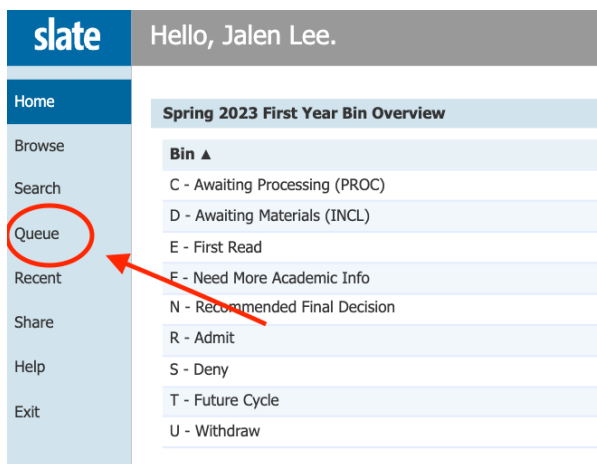 slate
Hello, Jalen Lee.
Home
Browse
Search
Queue
Recent
Share
Help
Exit
Spring 2023 First Year Bin Overview
Bin ▲
C - Awaiting Processing (PROC)
D - Awaiting Materials (INCL)
E - First Read
F - Need More Academic Info
N - Recommended Final Decision
R - Admit
S - Deny
T - Future Cycle
U - Withdraw